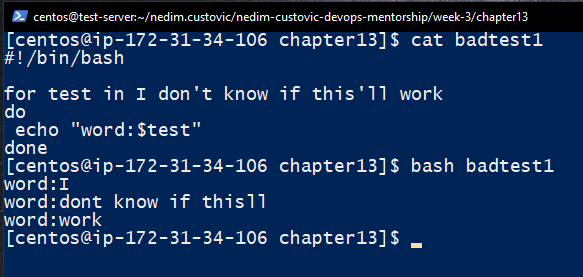 centos@test-server:~/nedim.custovic/nedim-custovic-devops-mentorship/week-3/chapter13
[centos@ip-172-31-34-106 chapter13]$ cat badtest1
#!/bin/bash

for test in I don't know if this'll work
do
 echo "word:$test"
done
[centos@ip-172-31-34-106 chapter13]$ bash badtest1
word:I
word:dont know if thisll
word:work
[centos@ip-172-31-34-106 chapter13]$